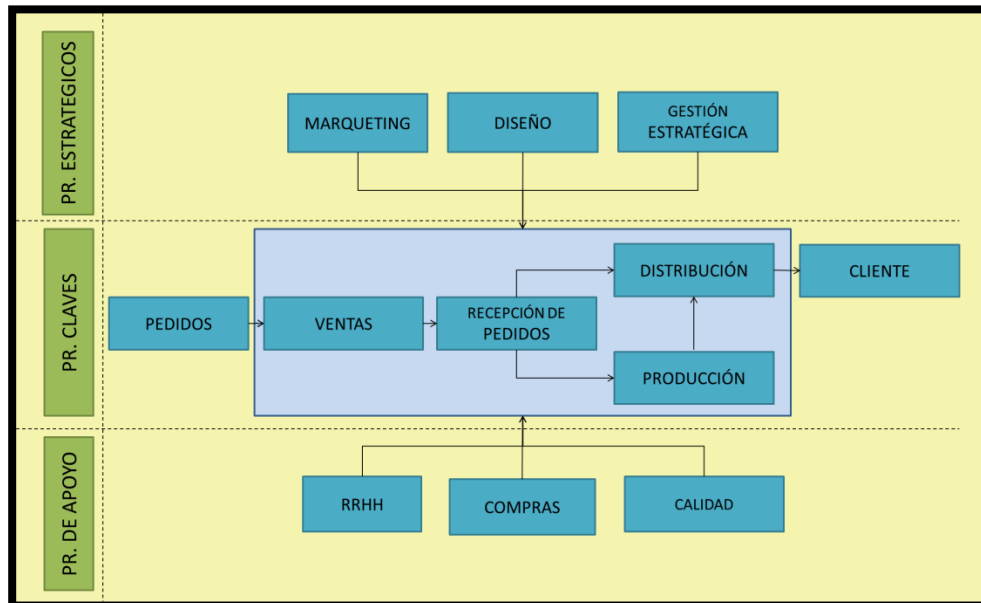 PR. ESTRATEGICOS
MARQUETING
DISEÑO
GESTIÓN
ESTRATÉGICA
PR. CLAVES
PEDIDOS
VENTAS
RECEPCIÓN DE
PEDIDOS
DISTRIBUCIÓN
CLIENTE
PRODUCCIÓN
PR. DE APOYO
RRHH
COMPRAS
CALIDAD